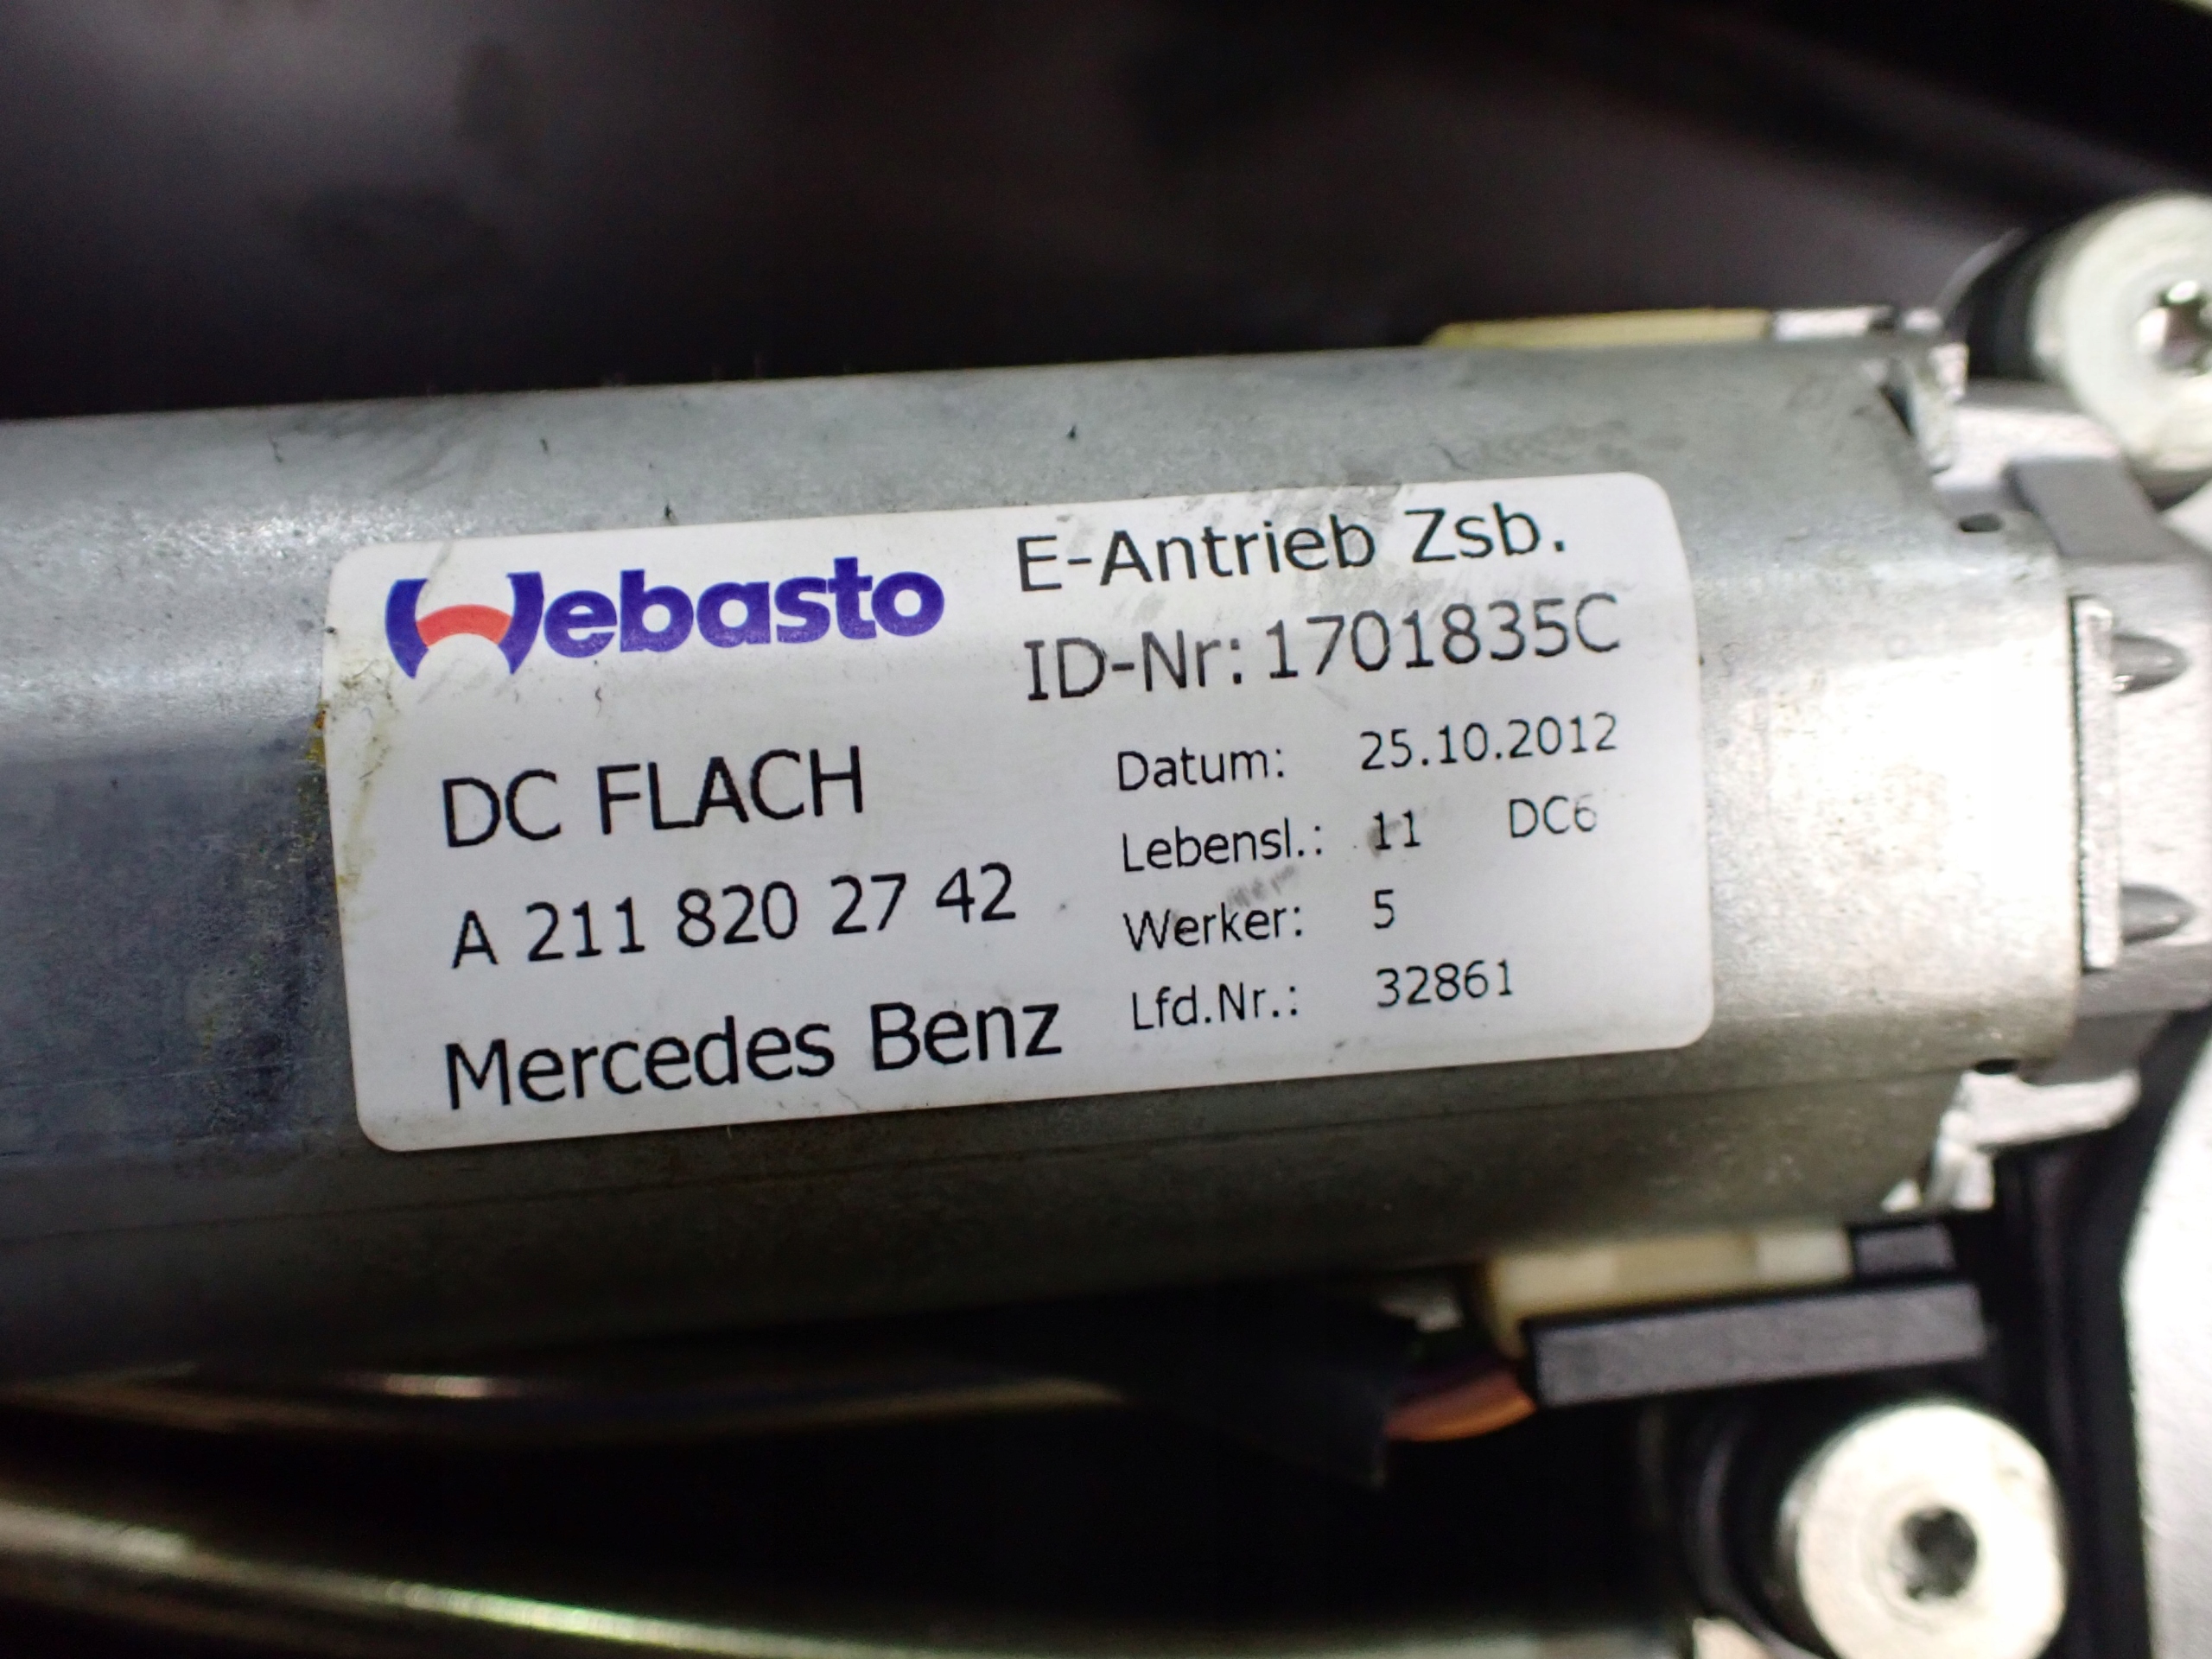 Webasto
E-Antrieb Zsb.
ID-Nr: 1701835C
DC FLACH
A 211 820 27 42
Mercedes Benz
Datum: 25.10.2012
Lebensl.: 11 DC6
Werker: 5
Lfd.Nr.: 32861